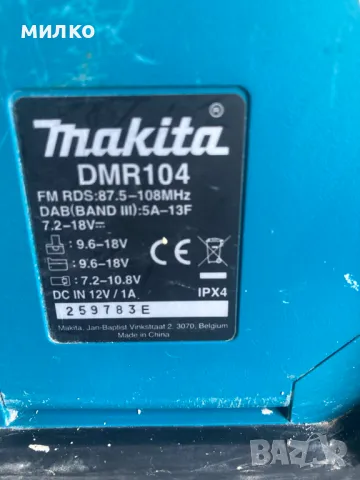 МИЛКО
makita®
DMR104
FM RDS:87.5-108MHz
DAB(BAND III):5A-13F
7.2-18V
:9.6-18V
:9.6-18V
:7.2-10.8V
DC IN 12V / 1A IPX4
259783E
Makita, Jan-Baptist Vinkstraat 2, 3070, Belgium
Made in China
BAZAR